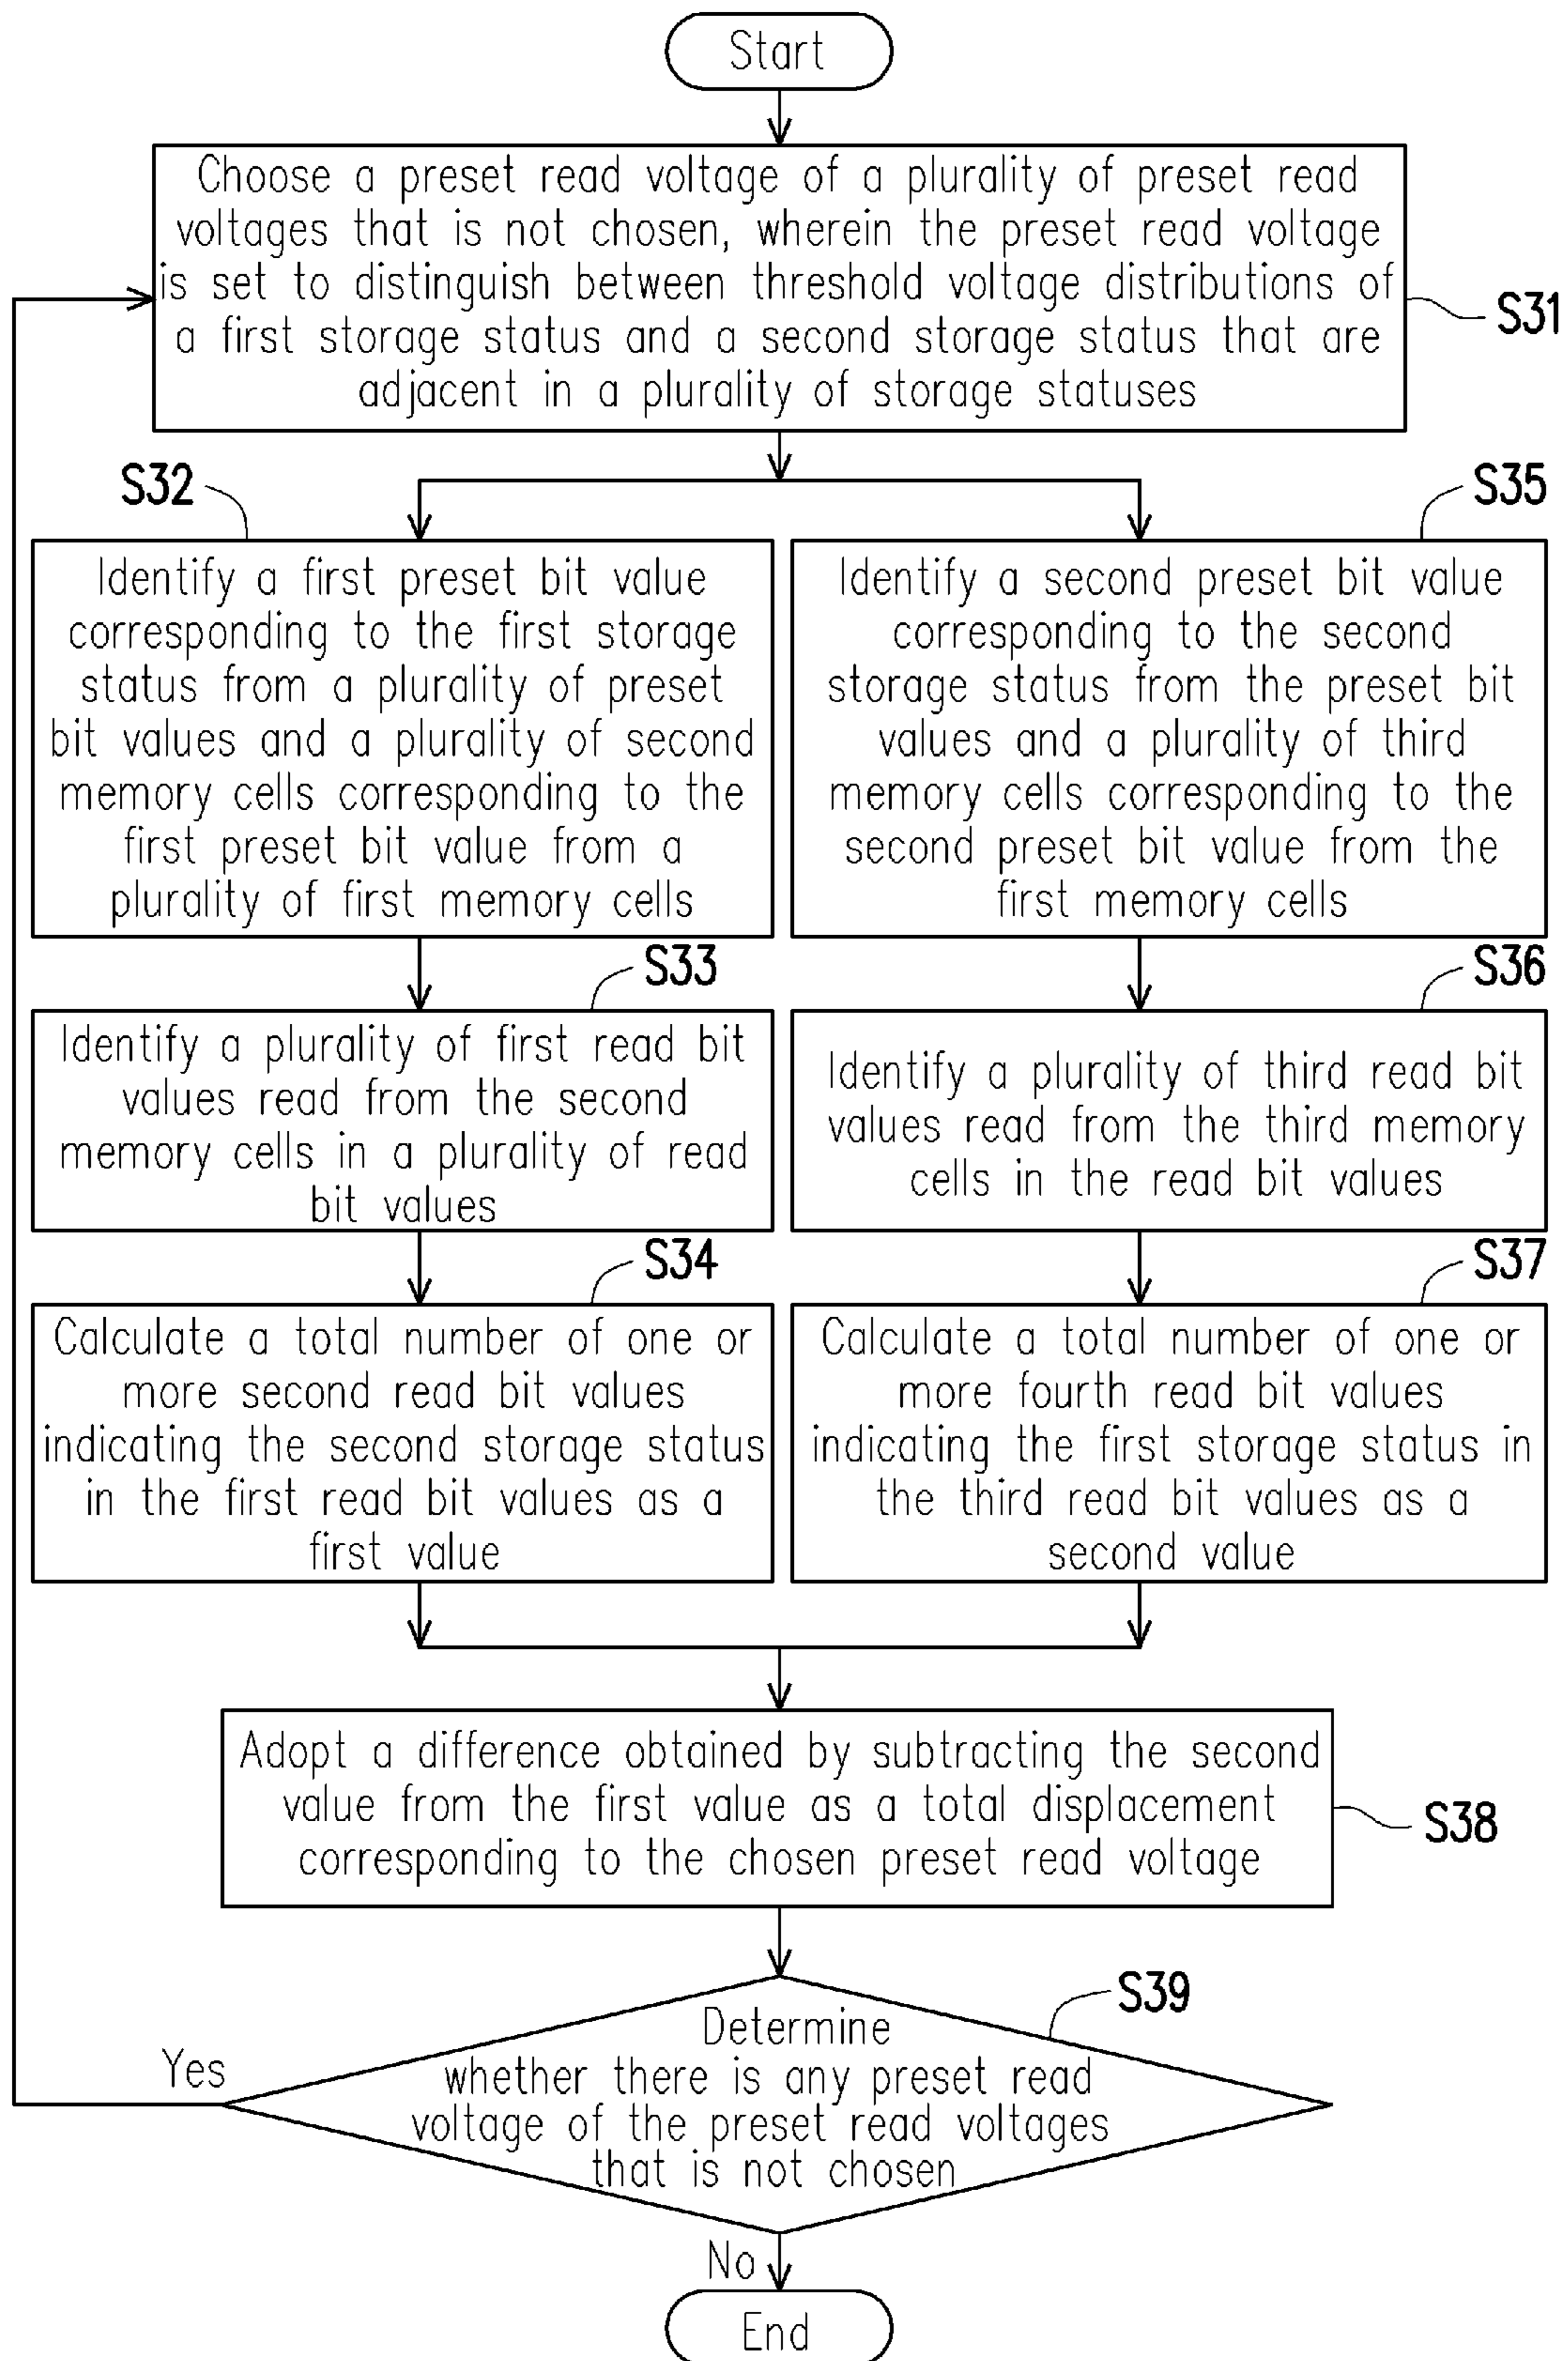 Start
Choose a preset read voltage of a plurality of preset read
voltages that is not chosen, wherein the preset read voltage
is set to distinguish between threshold voltage distributions of
a first storage status and a second storage status that are
adjacent in a plurality of storage statuses
S31
S32
Identify a first preset bit value
corresponding to the first storage
status from a plurality of preset
bit values and a plurality of second
memory cells corresponding to the
first preset bit value from a
plurality of first memory cells
S33
Identify a plurality of first read bit
values read from the second
memory cells in a plurality of read
bit values
S34
Calculate a total number of one or
more second read bit values
indicating the second storage status
in the first read bit values as a
first value
S35
Identify a second preset bit value
corresponding to the second
storage status from the preset bit
values and a plurality of third
memory cells corresponding to the
second preset bit value from the
first memory cells
S36
Identify a plurality of third read bit
values read from the third memory
cells in the read bit values
S37
Calculate a total number of one or
more fourth read bit values
indicating the first storage status in
the third read bit values as a
second value
Adopt a difference obtained by subtracting the second
value from the first value as a total displacement
corresponding to the chosen preset read voltage
S38
S39
Determine
whether there is any preset read
voltage of the preset read voltages
that is not chosen
Yes
No
End